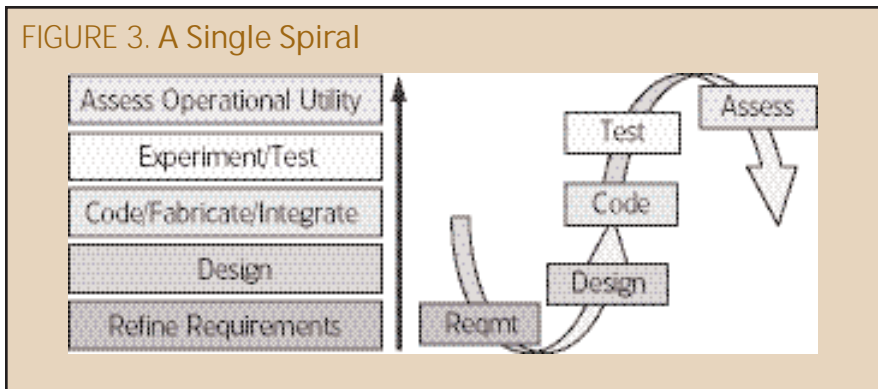 FIGURE 3. A Single Spiral
Assess Operational Utility
Experiment/Test
Code/Fabricate/Integrate
Design
Refine Requirements
Assess
Test
Code
Design
Reqmt